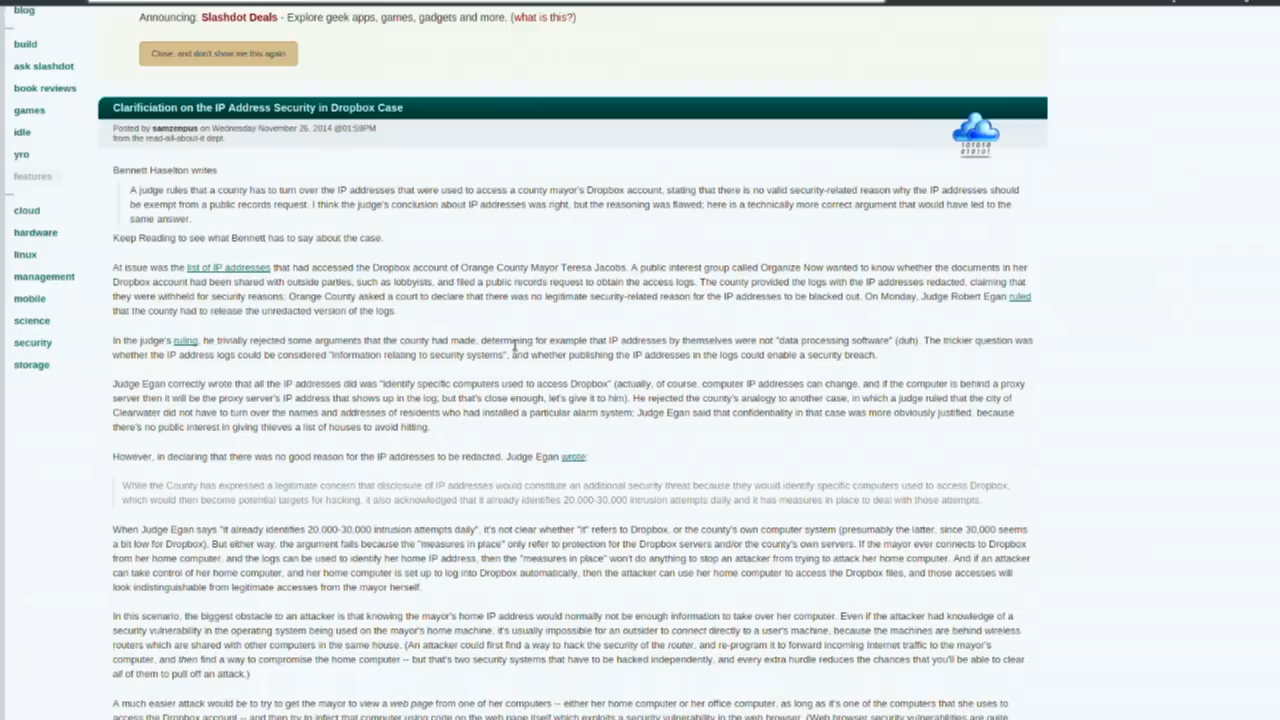 blog
Announcing: Slashdot Deals - Explore geek apps, games, gadgets and more. (what is this?)
Close, and don't show me this again
build
ask slashdot
book reviews
games
idle
yro
features
cloud
hardware
linux
management
mobile
science
security
storage
Clarificiation on the IP Address Security in Dropbox Case
Posted by samzenpus on Wednesday November 26, 2014 @01:59PM
from the read-all-about-it dept.
101010
010101
Bennett Haselton writes
A judge rules that a county has to turn over the IP addresses that were used to access a county mayor's Dropbox account, stating that there is no valid security-related reason why the IP addresses should
be exempt from a public records request. I think the judge's conclusion about IP addresses was right, but the reasoning was flawed; here is a technically more correct argument that would have led to the
same answer.
Keep Reading to see what Bennett has to say about the case.
At issue was the list of IP addresses that had accessed the Dropbox account of Orange County Mayor Teresa Jacobs. A public interest group called Organize Now wanted to know whether the documents in her
Dropbox account had been shared with outside parties, such as lobbyists, and filed a public records request to obtain the access logs. The county provided the logs with the IP addresses redacted, claiming that
they were withheld for security reasons; Orange County asked a court to declare that there was no legitimate security-related reason for the IP addresses to be blacked out. On Monday, Judge Robert Egan ruled
that the county had to release the unredacted version of the logs.
In the judge's ruling, he trivially rejected some arguments that the county had made, determining for example that IP addresses by themselves were not "data processing software" (duh). The trickier question was
whether the IP address logs could be considered "information relating to security systems", and whether publishing the IP addresses in the logs could enable a security breach.
Judge Egan correctly wrote that all the IP addresses did was "identify specific computers used to access Dropbox" (actually, of course, computer IP addresses can change, and if the computer is behind a proxy
server then it will be the proxy server's IP address that shows up in the log; but that's close enough, let's give it to him). He rejected the county's analogy to another case, in which a judge ruled that the city of
Clearwater did not have to turn over the names and addresses of residents who had installed a particular alarm system; Judge Egan said that confidentiality in that case was more obviously justified, because
there's no public interest in giving thieves a list of houses to avoid hitting.
However, in declaring that there was no good reason for the IP addresses to be redacted, Judge Egan wrote:
While the County has expressed a legitimate concern that disclosure of IP addresses would constitute an additional security threat because they would identify specific computers used to access Dropbox,
which would then become potential targets for hacking, it also acknowledged that it already identifies 20,000-30,000 intrusion attempts daily and it has measures in place to deal with those attempts.
When Judge Egan says "it already identifies 20,000-30,000 intrusion attempts daily", it's not clear whether "it" refers to Dropbox, or the county's own computer system (presumably the latter, since 30,000 seems
a bit low for Dropbox). But either way, the argument fails because the "measures in place" only refer to protection for the Dropbox servers and/or the county's own servers. If the mayor ever connects to Dropbox
from her home computer, and the logs can be used to identify her home IP address, then the "measures in place" won't do anything to stop an attacker from trying to attack her home computer. And if an attacker
can take control of her home computer, and her home computer is set up to log into Dropbox automatically, then the attacker can use her home computer to access the Dropbox files, and those accesses will
look indistinguishable from legitimate accesses from the mayor herself.
In this scenario, the biggest obstacle to an attacker is that knowing the mayor's home IP address would normally not be enough information to take over her computer. Even if the attacker had knowledge of a
security vulnerability in the operating system being used on the mayor's home machine, it's usually impossible for an outsider to connect directly to a user's machine, because the machines are behind wireless
routers which are shared with other computers in the same house. (An attacker could first find a way to hack the security of the router, and re-program it to forward incoming Internet traffic to the mayor's
computer, and then find a way to compromise the home computer -- but that's two security systems that have to be hacked independently, and every extra hurdle reduces the chances that you'll be able to clear
all of them to pull off an attack.)
A much easier attack would be to try to get the mayor to view a web page from one of her computers -- either her home computer or her office computer, as long as it's one of the computers that she uses to
access the Dropbox account -- and then try to infect that computer using code on the web page itself which exploits a security vulnerability in the web browser. (Web browser security vulnerabilities are quite